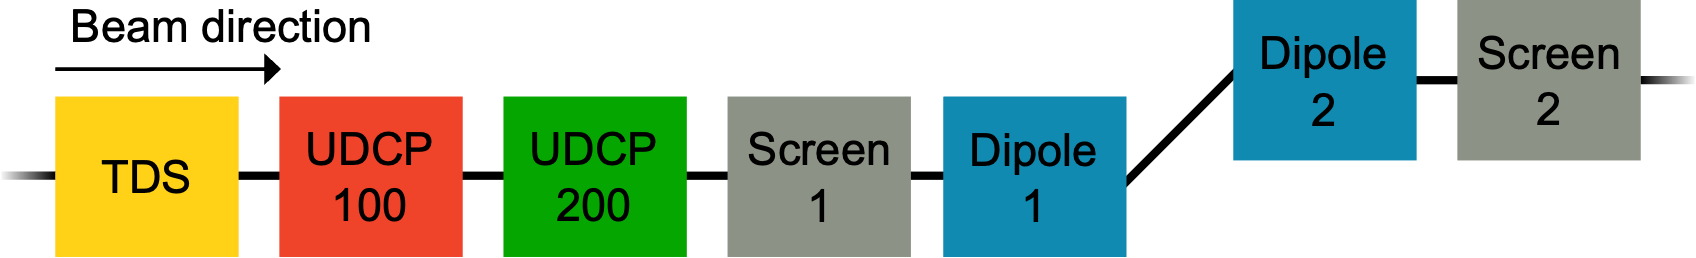 Beam direction
TDS
UDCP
100
UDCP
200
Screen
1
Dipole
1
Dipole
2
Screen
2